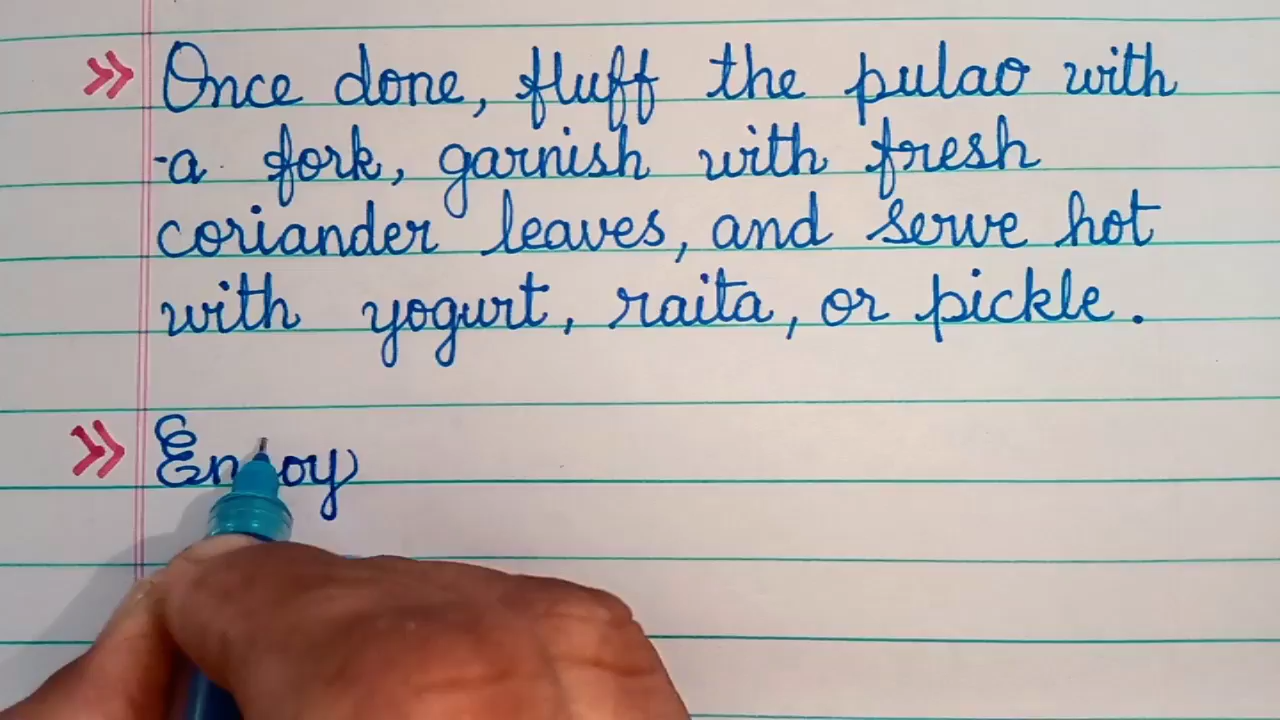 » Once done, fluff the pulao with
a fork, garnish with fresh
coriander leaves, and serve hot
with yogurt, raita, or pickle.
» Enjoy